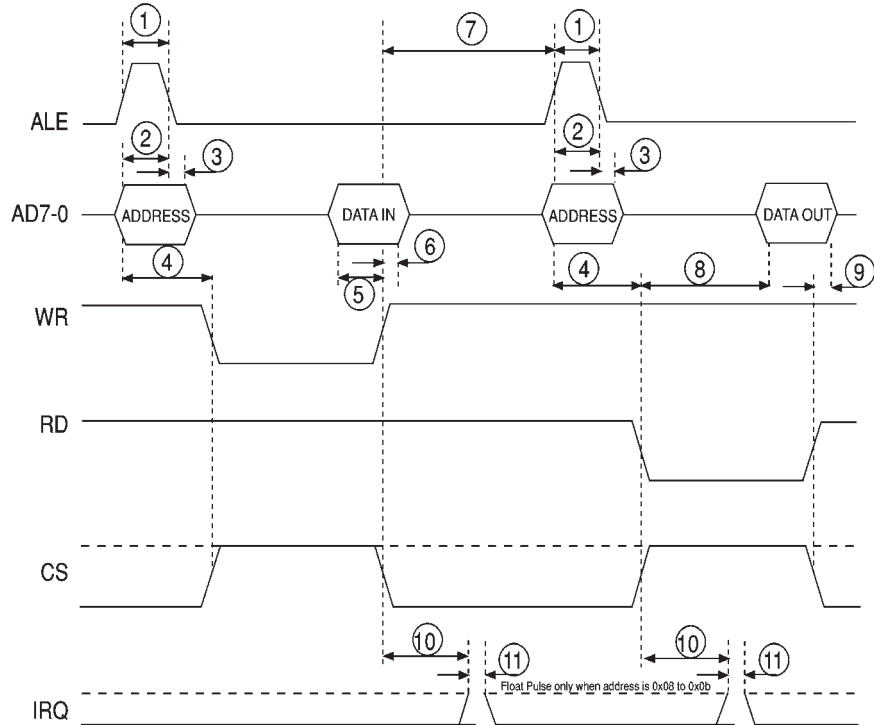 1
7
1
ALE
2
3
2
3
AD7-0
ADDRESS
DATA IN
ADDRESS
DATA OUT
4
5
6
4
8
9
WR
RD
CS
10
11
10
11
Float Pulse only when address is 0x08 to 0x0b
IRQ